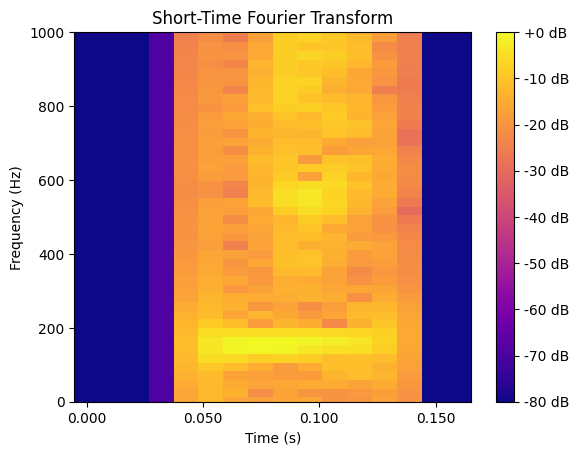 Short-Time Fourier Transform
1000
800
600
400
200
0
Frequency (Hz)
0.000
0.050
0.100
0.150
Time (s)
+0 dB
-10 dB
-20 dB
-30 dB
-40 dB
-50 dB
-60 dB
-70 dB
-80 dB